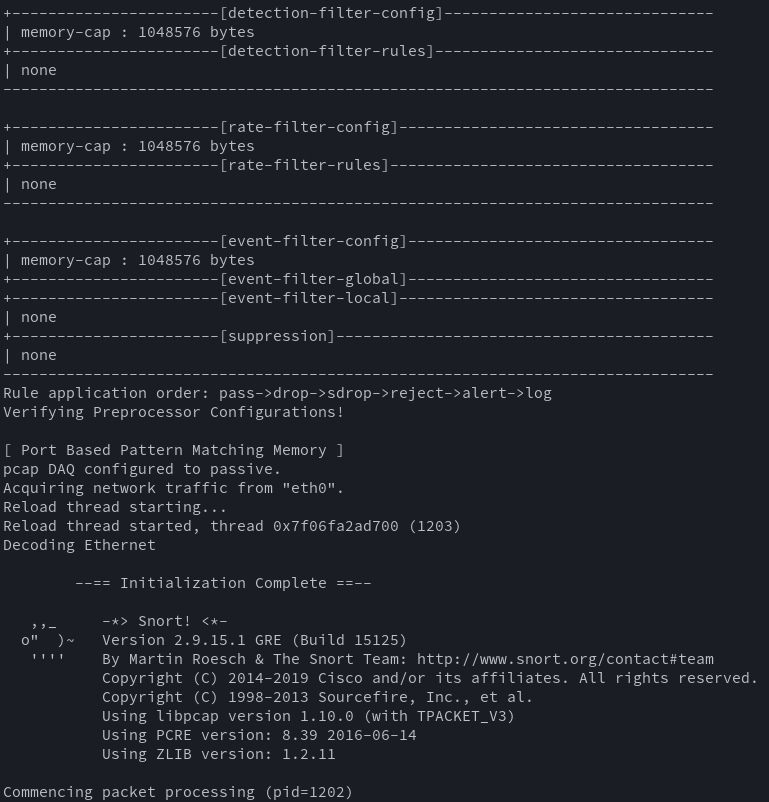 +-----------------------[detection-filter-config]------------------------------
| memory-cap : 1048576 bytes
+-----------------------[detection-filter-rules]-------------------------------
| none
-------------------------------------------------------------------------------
+-----------------------[rate-filter-config]-----------------------------------
| memory-cap : 1048576 bytes
+-----------------------[rate-filter-rules]------------------------------------
| none
-------------------------------------------------------------------------------
+-----------------------[event-filter-config]----------------------------------
| memory-cap : 1048576 bytes
+-----------------------[event-filter-global]----------------------------------
+-----------------------[event-filter-local]-----------------------------------
| none
+-----------------------[suppression]------------------------------------------
| none
-------------------------------------------------------------------------------
Rule application order: pass->drop->sdrop->reject->alert->log
Verifying Preprocessor Configurations!
[ Port Based Pattern Matching Memory ]
pcap DAQ configured to passive.
Acquiring network traffic from "eth0".
Reload thread starting...
Reload thread started, thread 0x7f06fa2ad700 (1203)
Decoding Ethernet
        --== Initialization Complete ==--
   ,,_     -*> Snort! <*-
  o"  )~   Version 2.9.15.1 GRE (Build 15125)
   ''''    By Martin Roesch & The Snort Team: http://www.snort.org/contact#team
           Copyright (C) 2014-2019 Cisco and/or its affiliates. All rights reserved.
           Copyright (C) 1998-2013 Sourcefire, Inc., et al.
           Using libpcap version 1.10.0 (with TPACKET_V3)
           Using PCRE version: 8.39 2016-06-14
           Using ZLIB version: 1.2.11
Commencing packet processing (pid=1202)